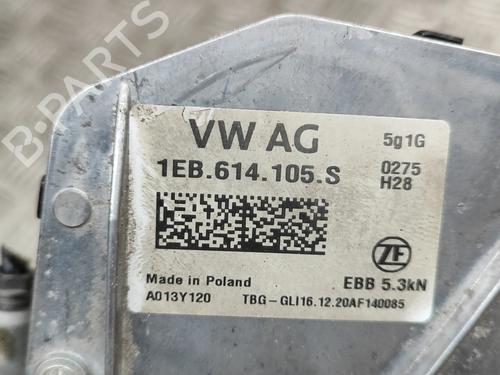 B-PARTS
VW AG
5g1G
1EB.614.105.S
0275
H28
ZF
Made in Poland
EBB 5.3kN
A013Y120
TBG-GLI16.12.20AF140085